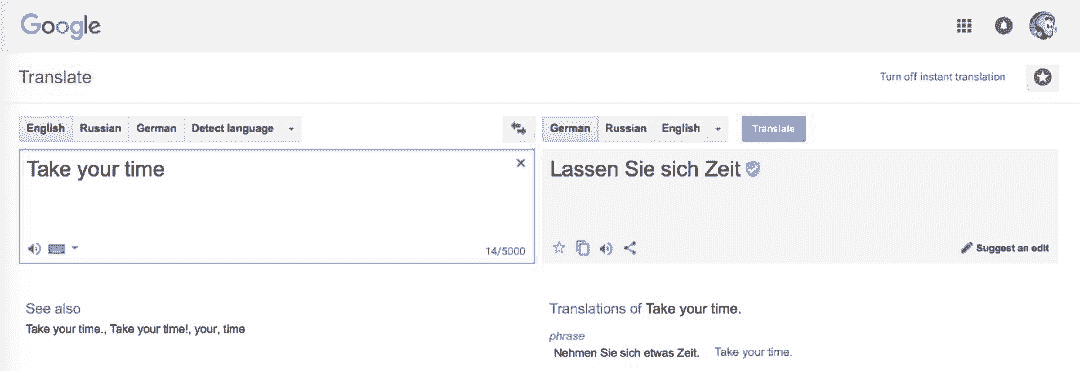 Google
Translate
Turn off instant translation
English Russian German Detect language
German Russian English Translate
Take your time
Lassen Sie sich Zeit
14/5000
Suggest an edit
See also
Take your time., Take your time!, your, time
Translations of Take your time.
phrase
Nehmen Sie sich etwas Zeit. Take your time.